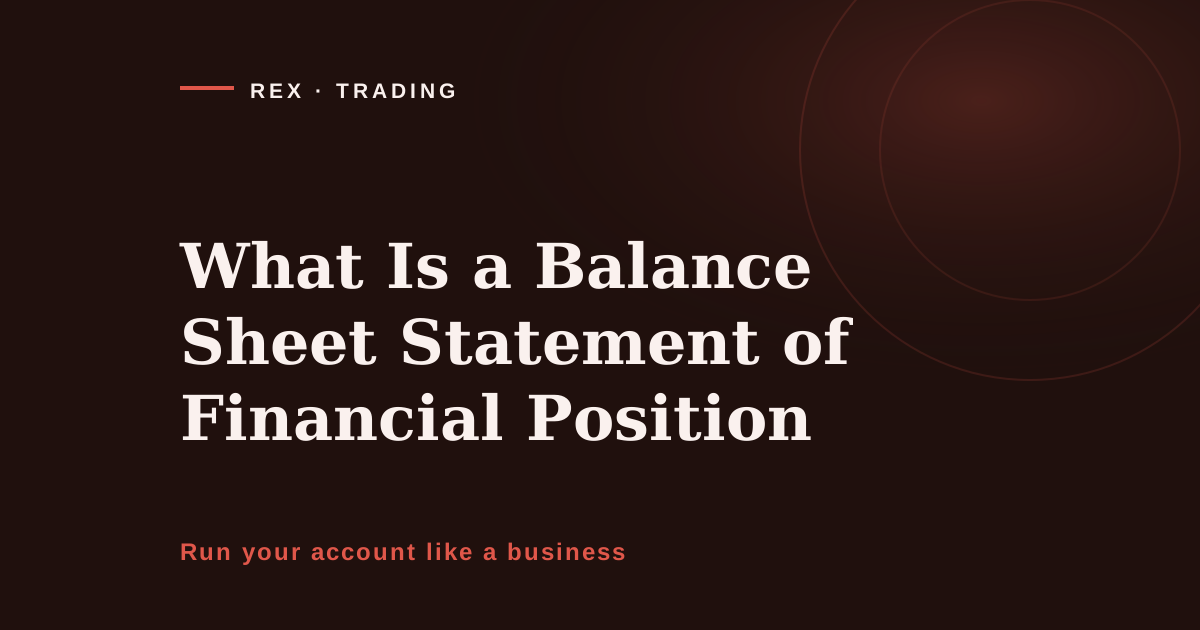 REX · TRADING
What Is a Balance
Sheet Statement of
Financial Position
Run your account like a business